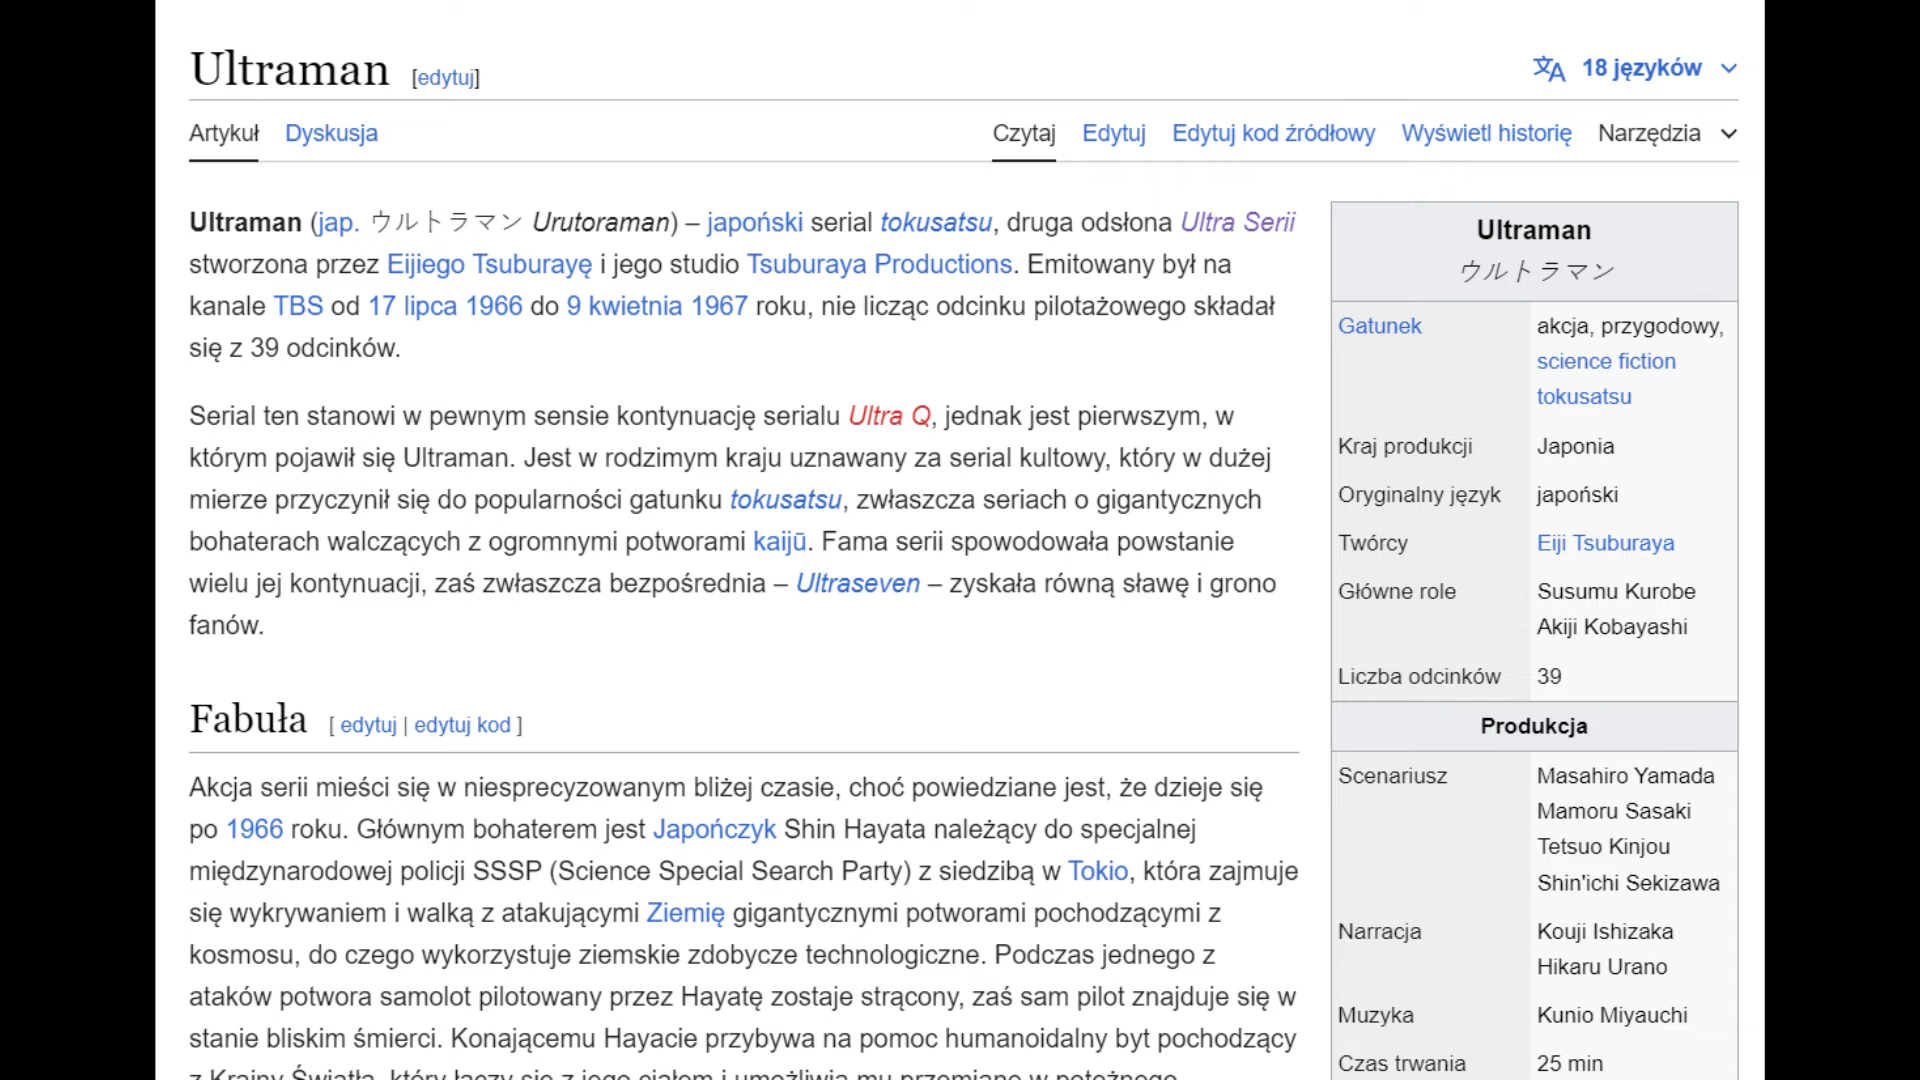 Ultraman [edytuj]
18 języków
Artykuł Dyskusja Czytaj Edytuj Edytuj kod źródłowy Wyświetl historię Narzędzia
Ultraman (jap. ウルトラマン Urutoraman) – japoński serial tokusatsu, druga odsłona Ultra Serii
stworzona przez Eijiego Tsuburayę i jego studio Tsuburaya Productions. Emitowany był na
kanale TBS od 17 lipca 1966 do 9 kwietnia 1967 roku, nie licząc odcinku pilotażowego składał
się z 39 odcinków.
Serial ten stanowi w pewnym sensie kontynuację serialu Ultra Q, jednak jest pierwszym, w
którym pojawił się Ultraman. Jest w rodzimym kraju uznawany za serial kultowy, który w dużej
mierze przyczynił się do popularności gatunku tokusatsu, zwłaszcza seriach o gigantycznych
bohaterach walczących z ogromnymi potworami kaijū. Fama serii spowodowała powstanie
wielu jej kontynuacji, zaś zwłaszcza bezpośrednia – Ultraseven – zyskała równą sławę i grono
fanów.
Fabuła [ edytuj | edytuj kod ]
Akcja serii mieści się w niesprecyzowanym bliżej czasie, choć powiedziane jest, że dzieje się
po 1966 roku. Głównym bohaterem jest Japończyk Shin Hayata należący do specjalnej
międzynarodowej policji SSSP (Science Special Search Party) z siedzibą w Tokio, która zajmuje
się wykrywaniem i walką z atakującymi Ziemię gigantycznymi potworami pochodzącymi z
kosmosu, do czego wykorzystuje ziemskie zdobycze technologiczne. Podczas jednego z
ataków potwora samolot pilotowany przez Hayatę zostaje strącony, zaś sam pilot znajduje się w
stanie bliskim śmierci. Konającemu Hayacie przybywa na pomoc humanoidalny byt pochodzący
z Krainy Światła, który łączy się z jego ciałem i umożliwia mu przemianę w potężnego
Ultraman
ウルトラマン
Gatunek akcja, przygodowy,
science fiction
tokusatsu
Kraj produkcji Japonia
Oryginalny język japoński
Twórcy Eiji Tsuburaya
Główne role Susumu Kurobe
Akiji Kobayashi
Liczba odcinków 39
Produkcja
Scenariusz Masahiro Yamada
Mamoru Sasaki
Tetsuo Kinjou
Shin'ichi Sekizawa
Narracja Kouji Ishizaka
Hikaru Urano
Muzyka Kunio Miyauchi
Czas trwania 25 min